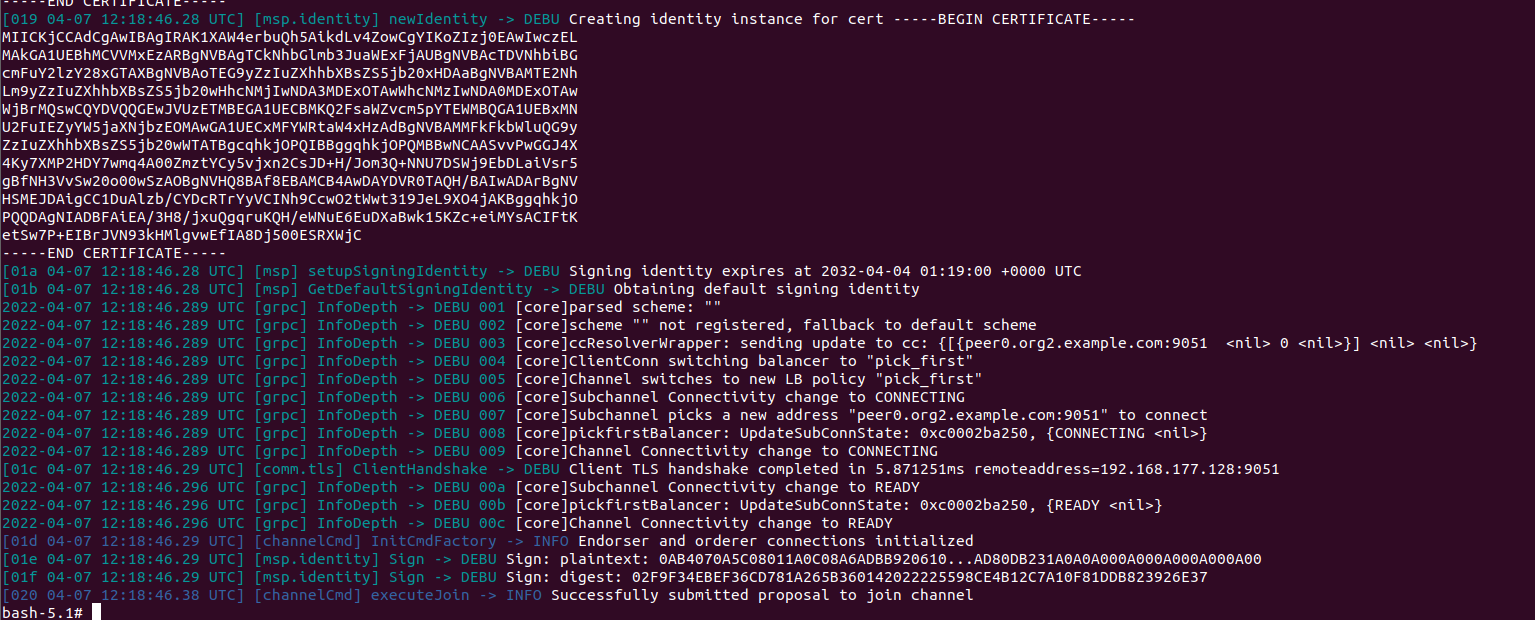 -----END CERTIFICATE-----
[019 04-07 12:18:46.28 UTC] [msp.identity] newIdentity -> DEBU Creating identity instance for cert -----BEGIN CERTIFICATE-----
MIICKjCCAdCgAwIBAgIRAK1XAW4erbuQh5AikdLv4ZowCgYIKoZIzj0EAwIwczEL
MAkGA1UEBhMCVVMxEzARBgNVBAgTCkNhbGlmb3JuaWExFjAUBgNVBAcTDVNhbiBG
cmFuY2lzY28xGTAXBgNVBAoTEG9yZzIuZXhhbXBsZS5jb20xHDAaBgNVBAMTE2Nh
Lm9yZzIuZXhhbXBsZS5jb20wHhcNMjIwNDA3MDExOTAwWhcNMzIwNDA0MDExOTAw
WjBrMQswCQYDVQQGEwJVUzETMBEGA1UECBMKQ2FsaWZvcm5pYTEWMBQGA1UEBxMN
U2FuIEZyYW5jaXNjbzEOMAwGA1UECxMFYWRtaW4xHzAdBgNVBAMMFkFkbWluQG9y
ZzIuZXhhbXBsZS5jb20wWTATBgcqhkjOPQIBBggqhkjOPQMBBwNCAASvvPwGGJ4X
4Ky7XMP2HDY7wmq4A00ZmztYCy5vjxn2CsJD+H/Jom3Q+NNU7DSWj9EbDLaiVsr5
gBfNH3VvSw20o00wSzAOBgNVHQ8BAf8EBAMCB4AwDAYDVR0TAQH/BAIwADArBgNV
HSMEJDAigCC1DuAlzb/CYDcRTrYyVCINh9CcwO2tWwt319JeL9XO4jAKBggqhkjO
PQQDAgNIADBFAiEA/3H8/jxuQgqruKQH/eWNuE6EuDXaBwk15KZc+eiMYsACIFtK
etSw7P+EIBrJVN93kHMlgvwEfIA8Dj500ESRXWjC
-----END CERTIFICATE-----
[01a 04-07 12:18:46.28 UTC] [msp] setupSigningIdentity -> DEBU Signing identity expires at 2032-04-04 01:19:00 +0000 UTC
[01b 04-07 12:18:46.28 UTC] [msp] GetDefaultSigningIdentity -> DEBU Obtaining default signing identity
2022-04-07 12:18:46.289 UTC [grpc] InfoDepth -> DEBU 001 [core]parsed scheme: ""
2022-04-07 12:18:46.289 UTC [grpc] InfoDepth -> DEBU 002 [core]scheme "" not registered, fallback to default scheme
2022-04-07 12:18:46.289 UTC [grpc] InfoDepth -> DEBU 003 [core]ccResolverWrapper: sending update to cc: {[{peer0.org2.example.com:9051  <nil> 0 <nil>}] <nil> <nil>}
2022-04-07 12:18:46.289 UTC [grpc] InfoDepth -> DEBU 004 [core]ClientConn switching balancer to "pick_first"
2022-04-07 12:18:46.289 UTC [grpc] InfoDepth -> DEBU 005 [core]Channel switches to new LB policy "pick_first"
2022-04-07 12:18:46.289 UTC [grpc] InfoDepth -> DEBU 006 [core]Subchannel Connectivity change to CONNECTING
2022-04-07 12:18:46.289 UTC [grpc] InfoDepth -> DEBU 007 [core]Subchannel picks a new address "peer0.org2.example.com:9051" to connect
2022-04-07 12:18:46.289 UTC [grpc] InfoDepth -> DEBU 008 [core]pickfirstBalancer: UpdateSubConnState: 0xc0002ba250, {CONNECTING <nil>}
2022-04-07 12:18:46.289 UTC [grpc] InfoDepth -> DEBU 009 [core]Channel Connectivity change to CONNECTING
[01c 04-07 12:18:46.29 UTC] [comm.tls] ClientHandshake -> DEBU Client TLS handshake completed in 5.871251ms remoteaddress=192.168.177.128:9051
2022-04-07 12:18:46.296 UTC [grpc] InfoDepth -> DEBU 00a [core]Subchannel Connectivity change to READY
2022-04-07 12:18:46.296 UTC [grpc] InfoDepth -> DEBU 00b [core]pickfirstBalancer: UpdateSubConnState: 0xc0002ba250, {READY <nil>}
2022-04-07 12:18:46.296 UTC [grpc] InfoDepth -> DEBU 00c [core]Channel Connectivity change to READY
[01d 04-07 12:18:46.29 UTC] [channelCmd] InitCmdFactory -> INFO Endorser and orderer connections initialized
[01e 04-07 12:18:46.29 UTC] [msp.identity] Sign -> DEBU Sign: plaintext: 0AB4070A5C08011A0C08A6ADBB920610...AD80DB231A0A0A000A000A000A000A00
[01f 04-07 12:18:46.29 UTC] [msp.identity] Sign -> DEBU Sign: digest: 02F9F34EBEF36CD781A265B360142022225598CE4B12C7A10F81DDB823926E37
[020 04-07 12:18:46.38 UTC] [channelCmd] executeJoin -> INFO Successfully submitted proposal to join channel
bash-5.1#